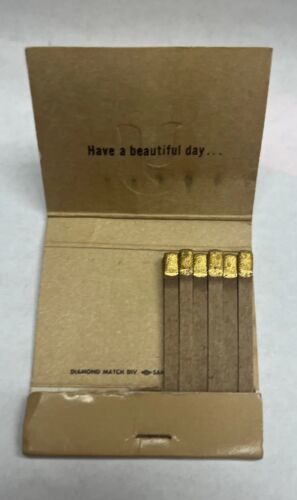 Have a beautiful day...
DIAMOND MATCH DIV.